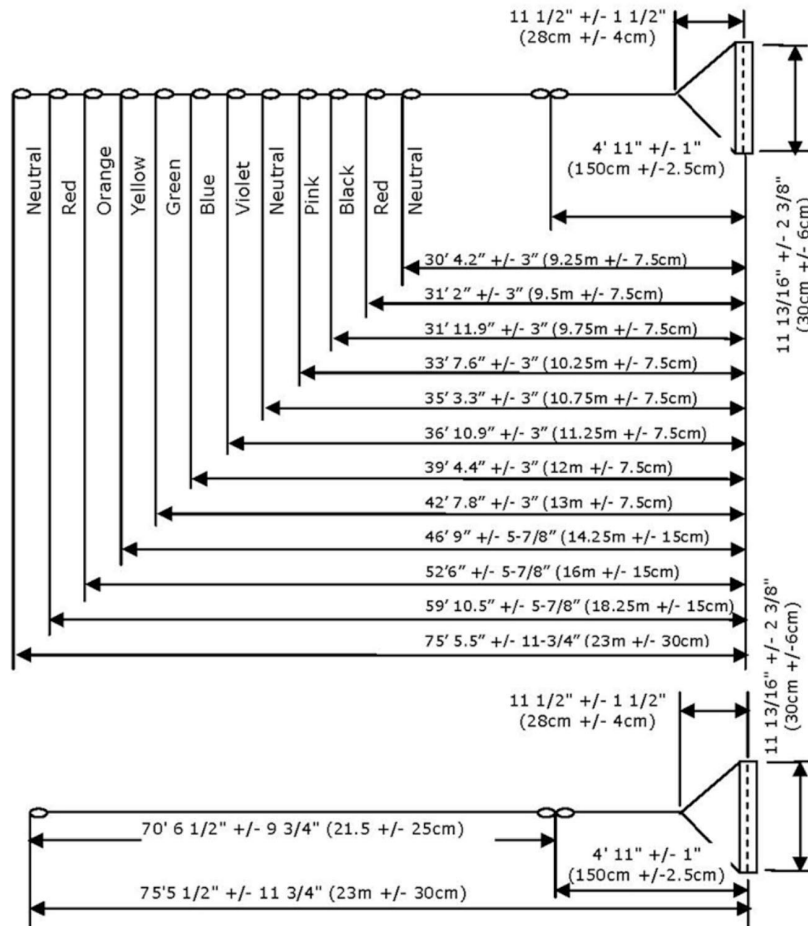 11 1/2" +/- 1 1/2"
(28cm +/- 4cm)
4' 11" +/- 1"
(150cm +/-2.5cm)
11 13/16" +/- 2 3/8"
(30cm +/- 6cm)
Neutral
Red
Orange
Yellow
Green
Blue
Violet
Neutral
Pink
Black
Red
Neutral
30' 4.2" +/- 3" (9.25m +/- 7.5cm)
31' 2" +/- 3" (9.5m +/- 7.5cm)
31' 11.9" +/- 3" (9.75m +/- 7.5cm)
33' 7.6" +/- 3" (10.25m +/- 7.5cm)
35' 3.3" +/- 3" (10.75m +/- 7.5cm)
36' 10.9" +/- 3" (11.25m +/- 7.5cm)
39' 4.4" +/- 3" (12m +/- 7.5cm)
42' 7.8" +/- 3" (13m +/- 7.5cm)
46' 9" +/- 5-7/8" (14.25m +/- 15cm)
52'6" +/- 5-7/8" (16m +/- 15cm)
59' 10.5" +/- 5-7/8" (18.25m +/- 15cm)
75' 5.5" +/- 11-3/4" (23m +/- 30cm)
11 1/2" +/- 1 1/2"
(28cm +/- 4cm)
11 13/16" +/- 2 3/8"
(30cm +/-6cm)
70' 6 1/2" +/- 9 3/4" (21.5 +/- 25cm)
4' 11" +/- 1"
(150cm +/-2.5cm)
75'5 1/2" +/- 11 3/4" (23m +/- 30cm)